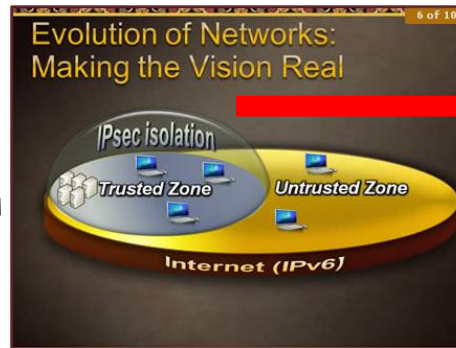 6 of 10
Evolution of Networks:
Making the Vision Real
IPsec isolation
Trusted Zone
Untrusted Zone
Internet (IPv6)